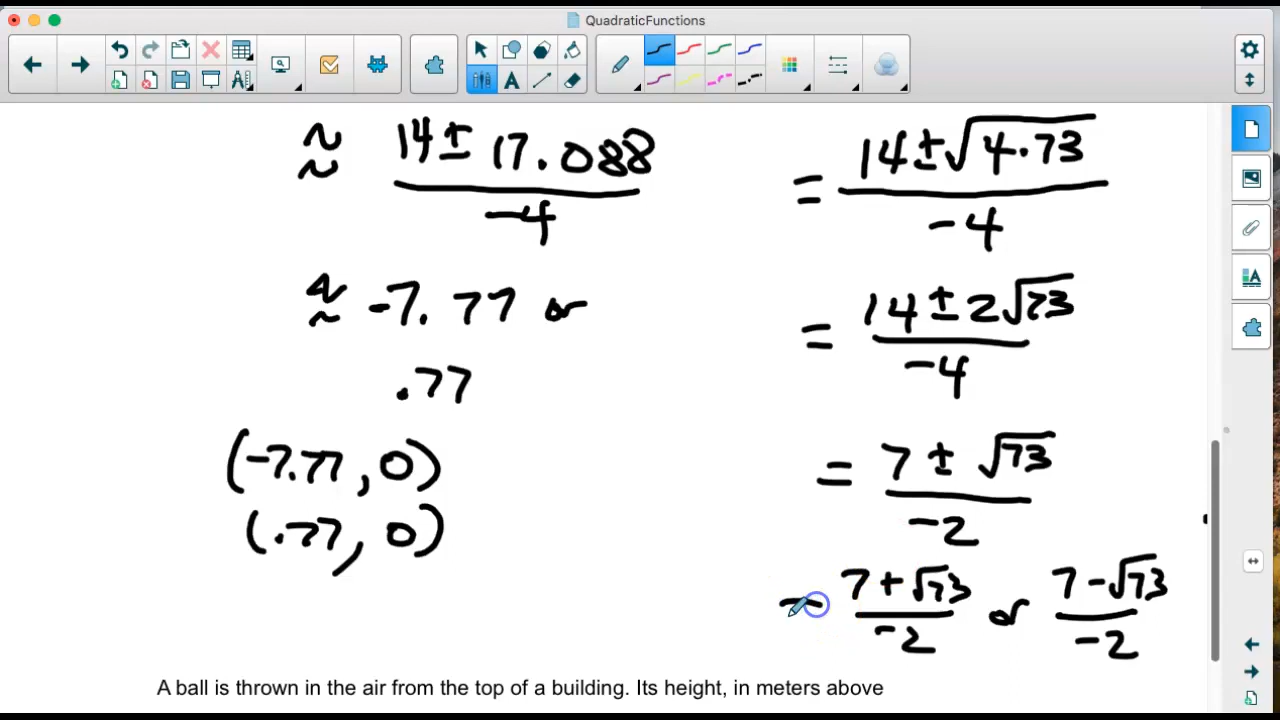 QuadraticFunctions
≈ 14 ± 17.088 / -4
≈ -7.77 or
.77
(-7.77, 0)
(.77, 0)
= 14 ± √4·73 / -4
= 14 ± 2√73 / -4
= 7 ± √73 / -2
= 7 + √73 / -2 or 7 - √73 / -2
A ball is thrown in the air from the top of a building. Its height, in meters above